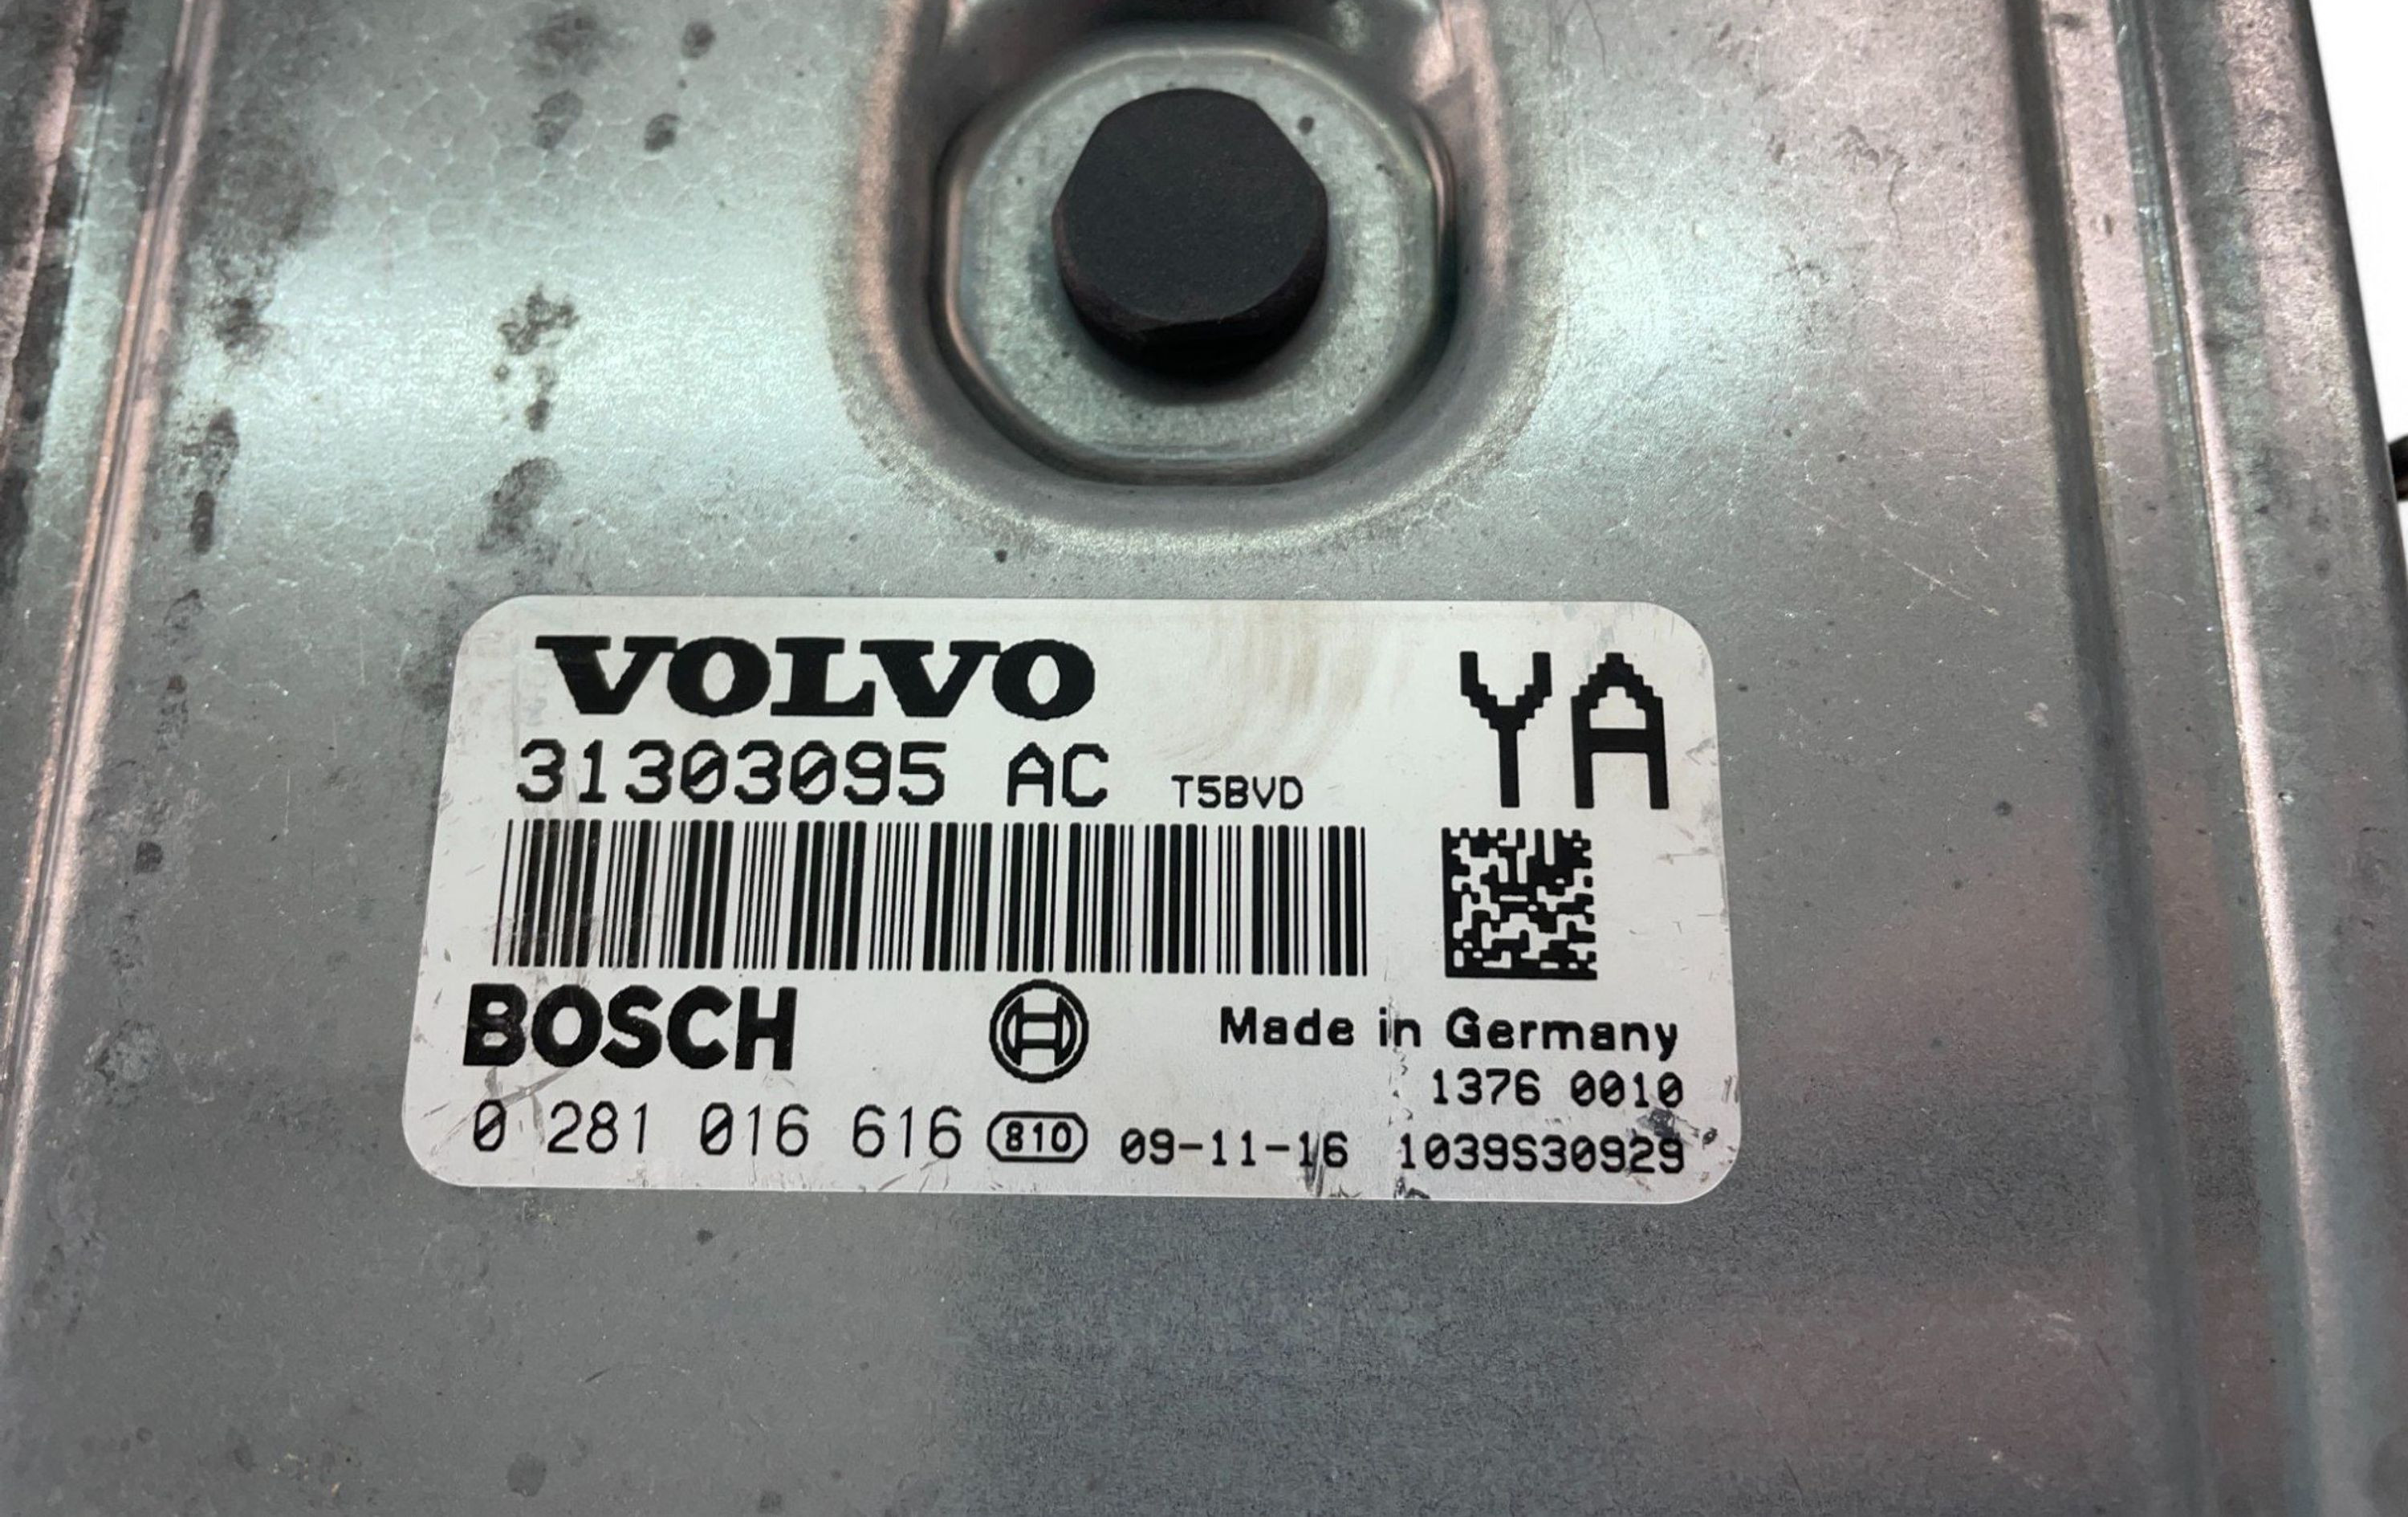 VOLVO
YA
31303095 AC T5BVD
BOSCH
Made in Germany
1376 0010
0 281 016 616 810 09-11-16 1039S30929